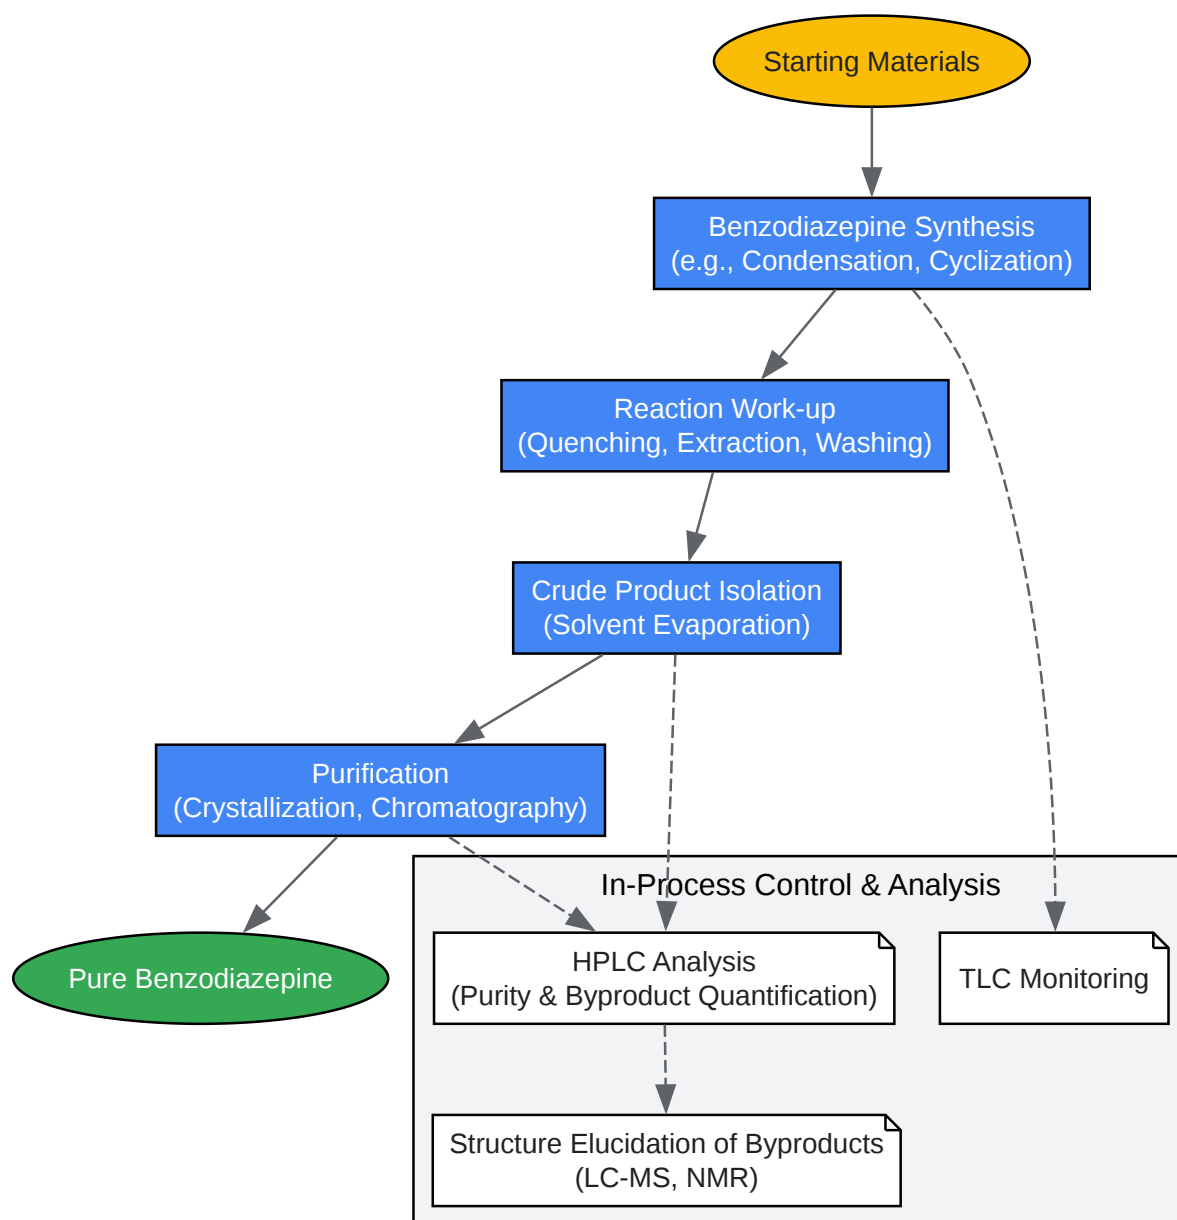 Starting Materials
Benzodiazepine Synthesis
(e.g., Condensation, Cyclization)
Reaction Work-up
(Quenching, Extraction, Washing)
Crude Product Isolation
(Solvent Evaporation)
Purification
(Crystallization, Chromatography)
In-Process Control & Analysis
Pure Benzodiazepine
HPLC Analysis
(Purity & Byproduct Quantification)
TLC Monitoring
Structure Elucidation of Byproducts
(LC-MS, NMR)